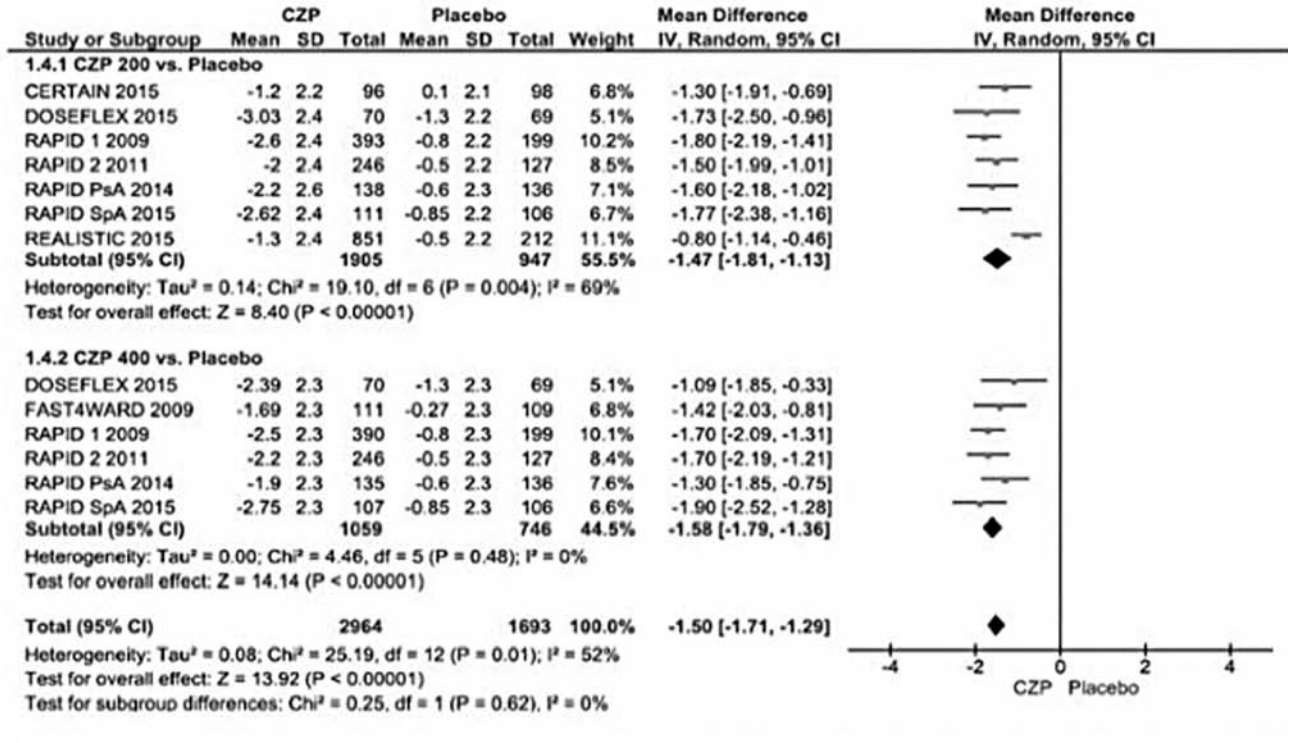 CZP Placebo Mean Difference Mean Difference
Study or Subgroup Mean SD Total Mean SD Total Weight IV, Random, 95% CI IV, Random, 95% CI
1.4.1 CZP 200 vs. Placebo
CERTAIN 2015 -1.2 2.2 96 0.1 2.1 98 6.8% -1.30 [-1.91, -0.69]
DOSEFLEX 2015 -3.03 2.4 70 -1.3 2.2 69 5.1% -1.73 [-2.50, -0.96]
RAPID 1 2009 -2.6 2.4 393 -0.8 2.2 199 10.2% -1.80 [-2.19, -1.41]
RAPID 2 2011 -2 2.4 246 -0.5 2.2 127 8.5% -1.50 [-1.99, -1.01]
RAPID PsA 2014 -2.2 2.6 138 -0.6 2.3 136 7.1% -1.60 [-2.18, -1.02]
RAPID SpA 2015 -2.62 2.4 111 -0.85 2.2 106 6.7% -1.77 [-2.38, -1.16]
REALISTIC 2015 -1.3 2.4 851 -0.5 2.2 212 11.1% -0.80 [-1.14, -0.46]
Subtotal (95% CI) 1905 947 55.5% -1.47 [-1.81, -1.13]
Heterogeneity: Tau² = 0.14; Chi² = 19.10, df = 6 (P = 0.004); I² = 69%
Test for overall effect: Z = 8.40 (P < 0.00001)
1.4.2 CZP 400 vs. Placebo
DOSEFLEX 2015 -2.39 2.3 70 -1.3 2.3 69 5.1% -1.09 [-1.85, -0.33]
FAST4WARD 2009 -1.69 2.3 111 -0.27 2.3 109 6.8% -1.42 [-2.03, -0.81]
RAPID 1 2009 -2.5 2.3 390 -0.8 2.3 199 10.1% -1.70 [-2.09, -1.31]
RAPID 2 2011 -2.2 2.3 246 -0.5 2.3 127 8.4% -1.70 [-2.19, -1.21]
RAPID PsA 2014 -1.9 2.3 135 -0.6 2.3 136 7.6% -1.30 [-1.85, -0.75]
RAPID SpA 2015 -2.75 2.3 107 -0.85 2.3 106 6.6% -1.90 [-2.52, -1.28]
Subtotal (95% CI) 1059 746 44.5% -1.58 [-1.79, -1.36]
Heterogeneity: Tau² = 0.00; Chi² = 4.46, df = 5 (P = 0.48); I² = 0%
Test for overall effect: Z = 14.14 (P < 0.00001)
Total (95% CI) 2964 1693 100.0% -1.50 [-1.71, -1.29]
Heterogeneity: Tau² = 0.08; Chi² = 25.19, df = 12 (P = 0.01); I² = 52%
Test for overall effect: Z = 13.92 (P < 0.00001)
Test for subgroup differences: Chi² = 0.25, df = 1 (P = 0.62), I² = 0%
-4 -2 0 2 4
CZP Placebo